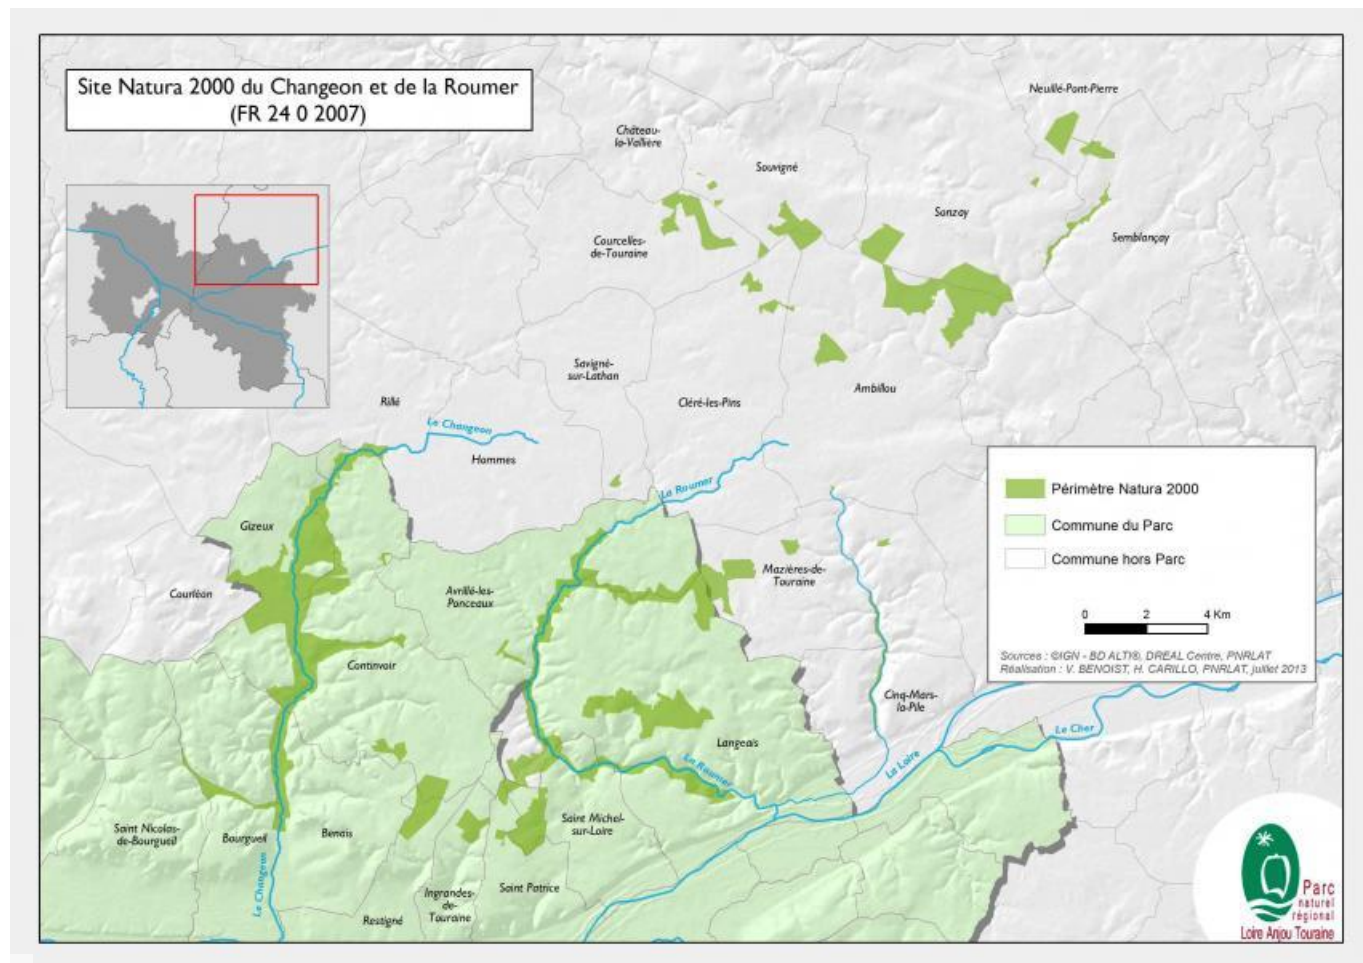 Site Natura 2000 du Changeon et de la Roumer
(FR 24 0 2007)
Neuillé-Pont-Pierre
Château-
la-Vallière
Souvigné
Sonzay
Courcelles-
de-Touraine
Semblançay
Savigné-
sur-Lathan
Rillé
Cléré-les-Pins
Ambillou
Le Changeon
Hommes
La Roumer
Gizeux
Courléon
Avrillé-les-
Ponceaux
Mazières-de-
Touraine
Continvoir
Cinq-Mars-
la-Pile
Langeais
La Roumer
La Loire
Le Cher
Saint Nicolas-
de-Bourgueil
Bourgueil
Benais
Saint Michel-
sur-Loire
Le Changeon
Restigné
Ingrandes-
de-
Touraine
Saint Patrice
Périmètre Natura 2000
Commune du Parc
Commune hors Parc
0 2 4 Km
Sources : ©IGN - BD ALTI®, DREAL Centre, PNRLAT
Réalisation : V. BENOIST, H. CARILLO, PNRLAT, juillet 2013
Parc
naturel
régional
Loire Anjou Touraine